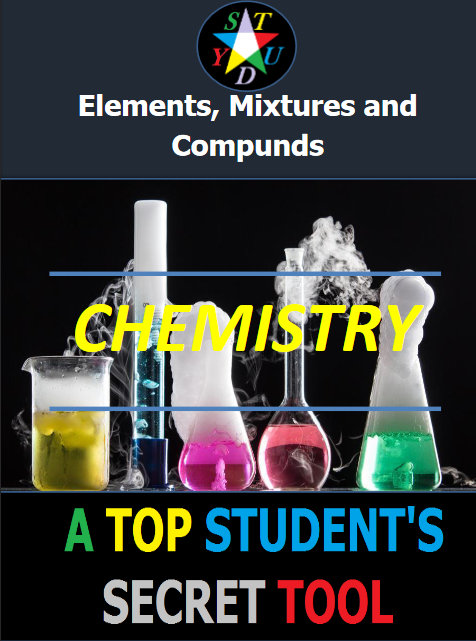 S T
Y U
D
Elements, Mixtures and
Compunds
CHEMISTRY
A TOP STUDENT'S
SECRET TOOL